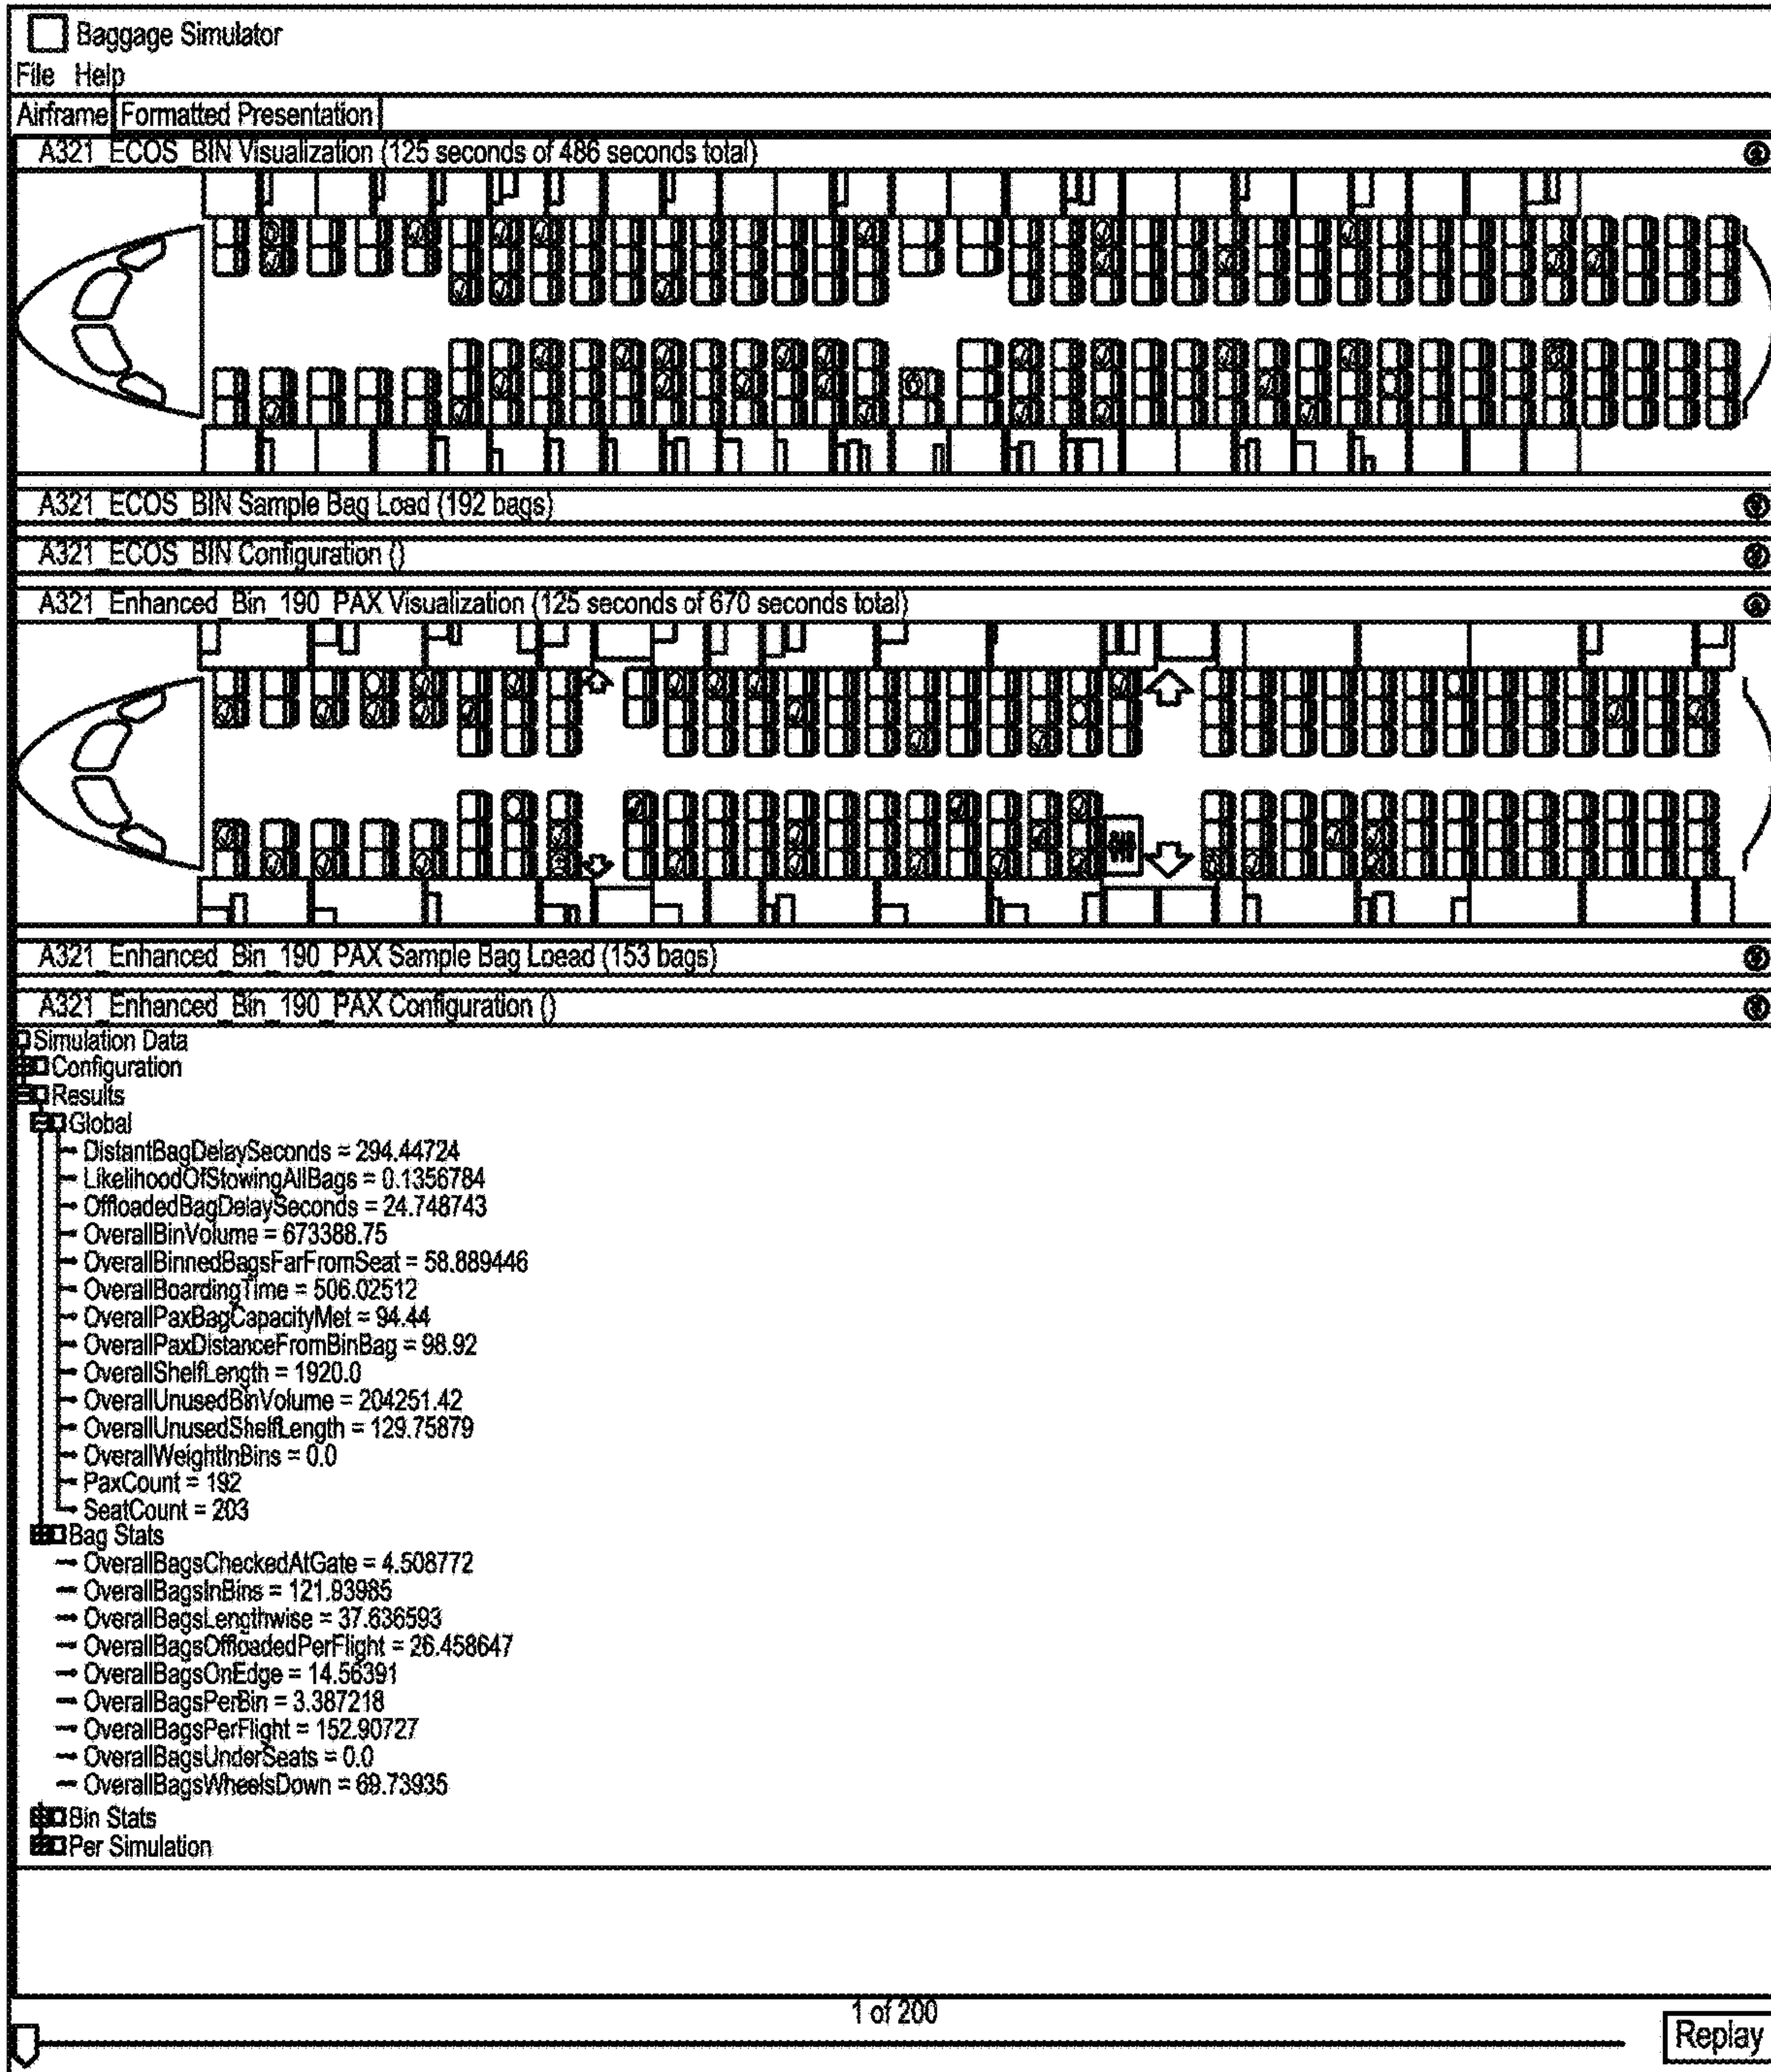 Baggage Simulator
File Help
Airframe Formatted Presentation
A321_ECOS_BIN Visualization (125 seconds of 486 seconds total)
A321_ECOS_BIN Sample Bag Load (192 bags)
A321_ECOS_BIN Configuration ()
A321_Enhanced_Bin_190_PAX Visualization (125 seconds of 670 seconds total)
A321_Enhanced_Bin_190_PAX Sample Bag Loead (153 bags)
A321_Enhanced_Bin_190_PAX Configuration ()
Simulation Data
Configuration
Results
Global
DistantBagDelaySeconds = 294.44724
LikelihoodOfStowingAllBags = 0.1356784
OffloadedBagDelaySeconds = 24.748743
OverallBinVolume = 673388.75
OverallBinnedBagsFarFromSeat = 58.889446
OverallBoardingTime = 506.02512
OverallPaxBagCapacityMet = 94.44
OverallPaxDistanceFromBinBag = 98.92
OverallShelfLength = 1920.0
OverallUnusedBinVolume = 204251.42
OverallUnusedShelfLength = 129.75879
OverallWeightInBins = 0.0
PaxCount = 192
SeatCount = 203
Bag Stats
OverallBagsCheckedAtGate = 4.508772
OverallBagsInBins = 121.93985
OverallBagsLengthwise = 37.636593
OverallBagsOffloadedPerFlight = 26.458647
OverallBagsOnEdge = 14.56391
OverallBagsPerBin = 3.387218
OverallBagsPerFlight = 152.90727
OverallBagsUnderSeats = 0.0
OverallBagsWheelsDown = 69.73935
Bin Stats
Per Simulation
1 of 200
Replay